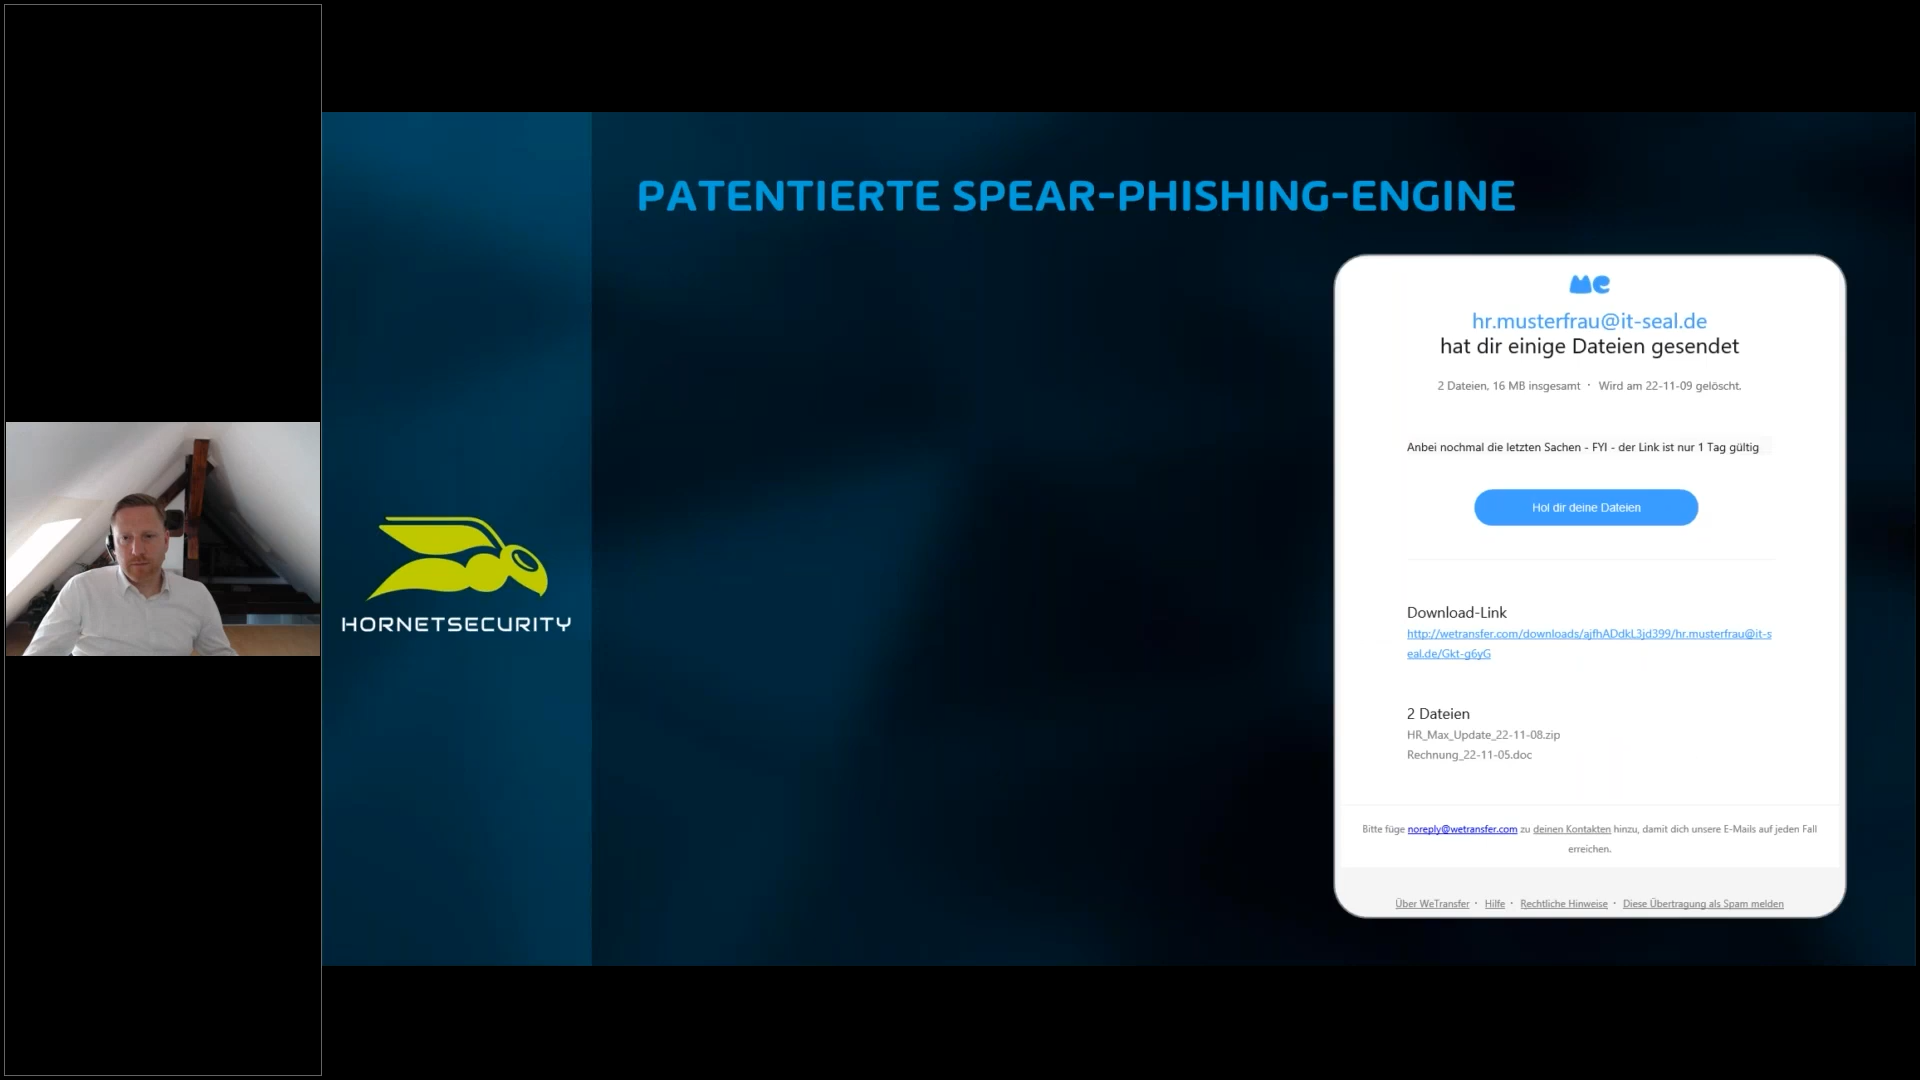 PATENTIERTE SPEAR-PHISHING-ENGINE
HORNETSECURITY
we
hr.musterfrau@it-seal.de
hat dir einige Dateien gesendet
2 Dateien, 16 MB insgesamt · Wird am 22-11-09 gelöscht.
Anbei nochmal die letzten Sachen - FYI - der Link ist nur 1 Tag gültig
Hol dir deine Dateien
Download-Link
http://wetransfer.com/downloads/ajfhADdkL3jd399/hr.musterfrau@it-s
eal.de/Gkt-g6yG
2 Dateien
HR_Max_Update_22-11-08.zip
Rechnung_22-11-05.doc
Bitte füge noreply@wetransfer.com zu deinen Kontakten hinzu, damit dich unsere E-Mails auf jeden Fall
erreichen.
Über WeTransfer · Hilfe · Rechtliche Hinweise · Diese Übertragung als Spam melden